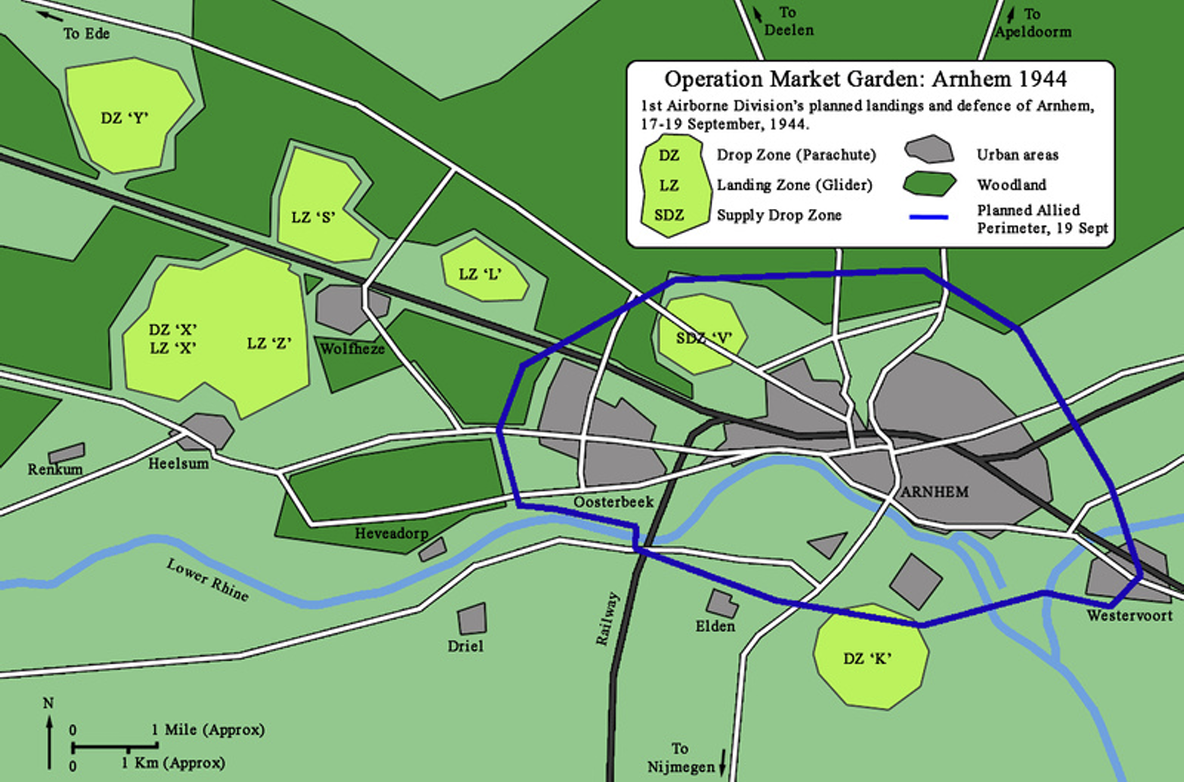 To Ede
To
Deelen
To
Apeldoorm
Operation Market Garden: Arnhem 1944
1st Airborne Division's planned landings and defence of Arnhem,
17-19 September, 1944.
DZ Drop Zone (Parachute)
LZ Landing Zone (Glider)
SDZ Supply Drop Zone
Urban areas
Woodland
Planned Allied
Perimeter, 19 Sept
DZ 'Y'
LZ 'S'
LZ 'L'
DZ 'X'
LZ 'X'
LZ 'Z'
SDZ 'V'
Wolfheze
Renkum
Heelsum
Oosterbeek
ARNHEM
Heveadorp
Lower Rhine
Railway
Driel
Elden
Westervoort
DZ 'K'
N
0 1 Mile (Approx)
0 1 Km (Approx)
To
Nijmegen